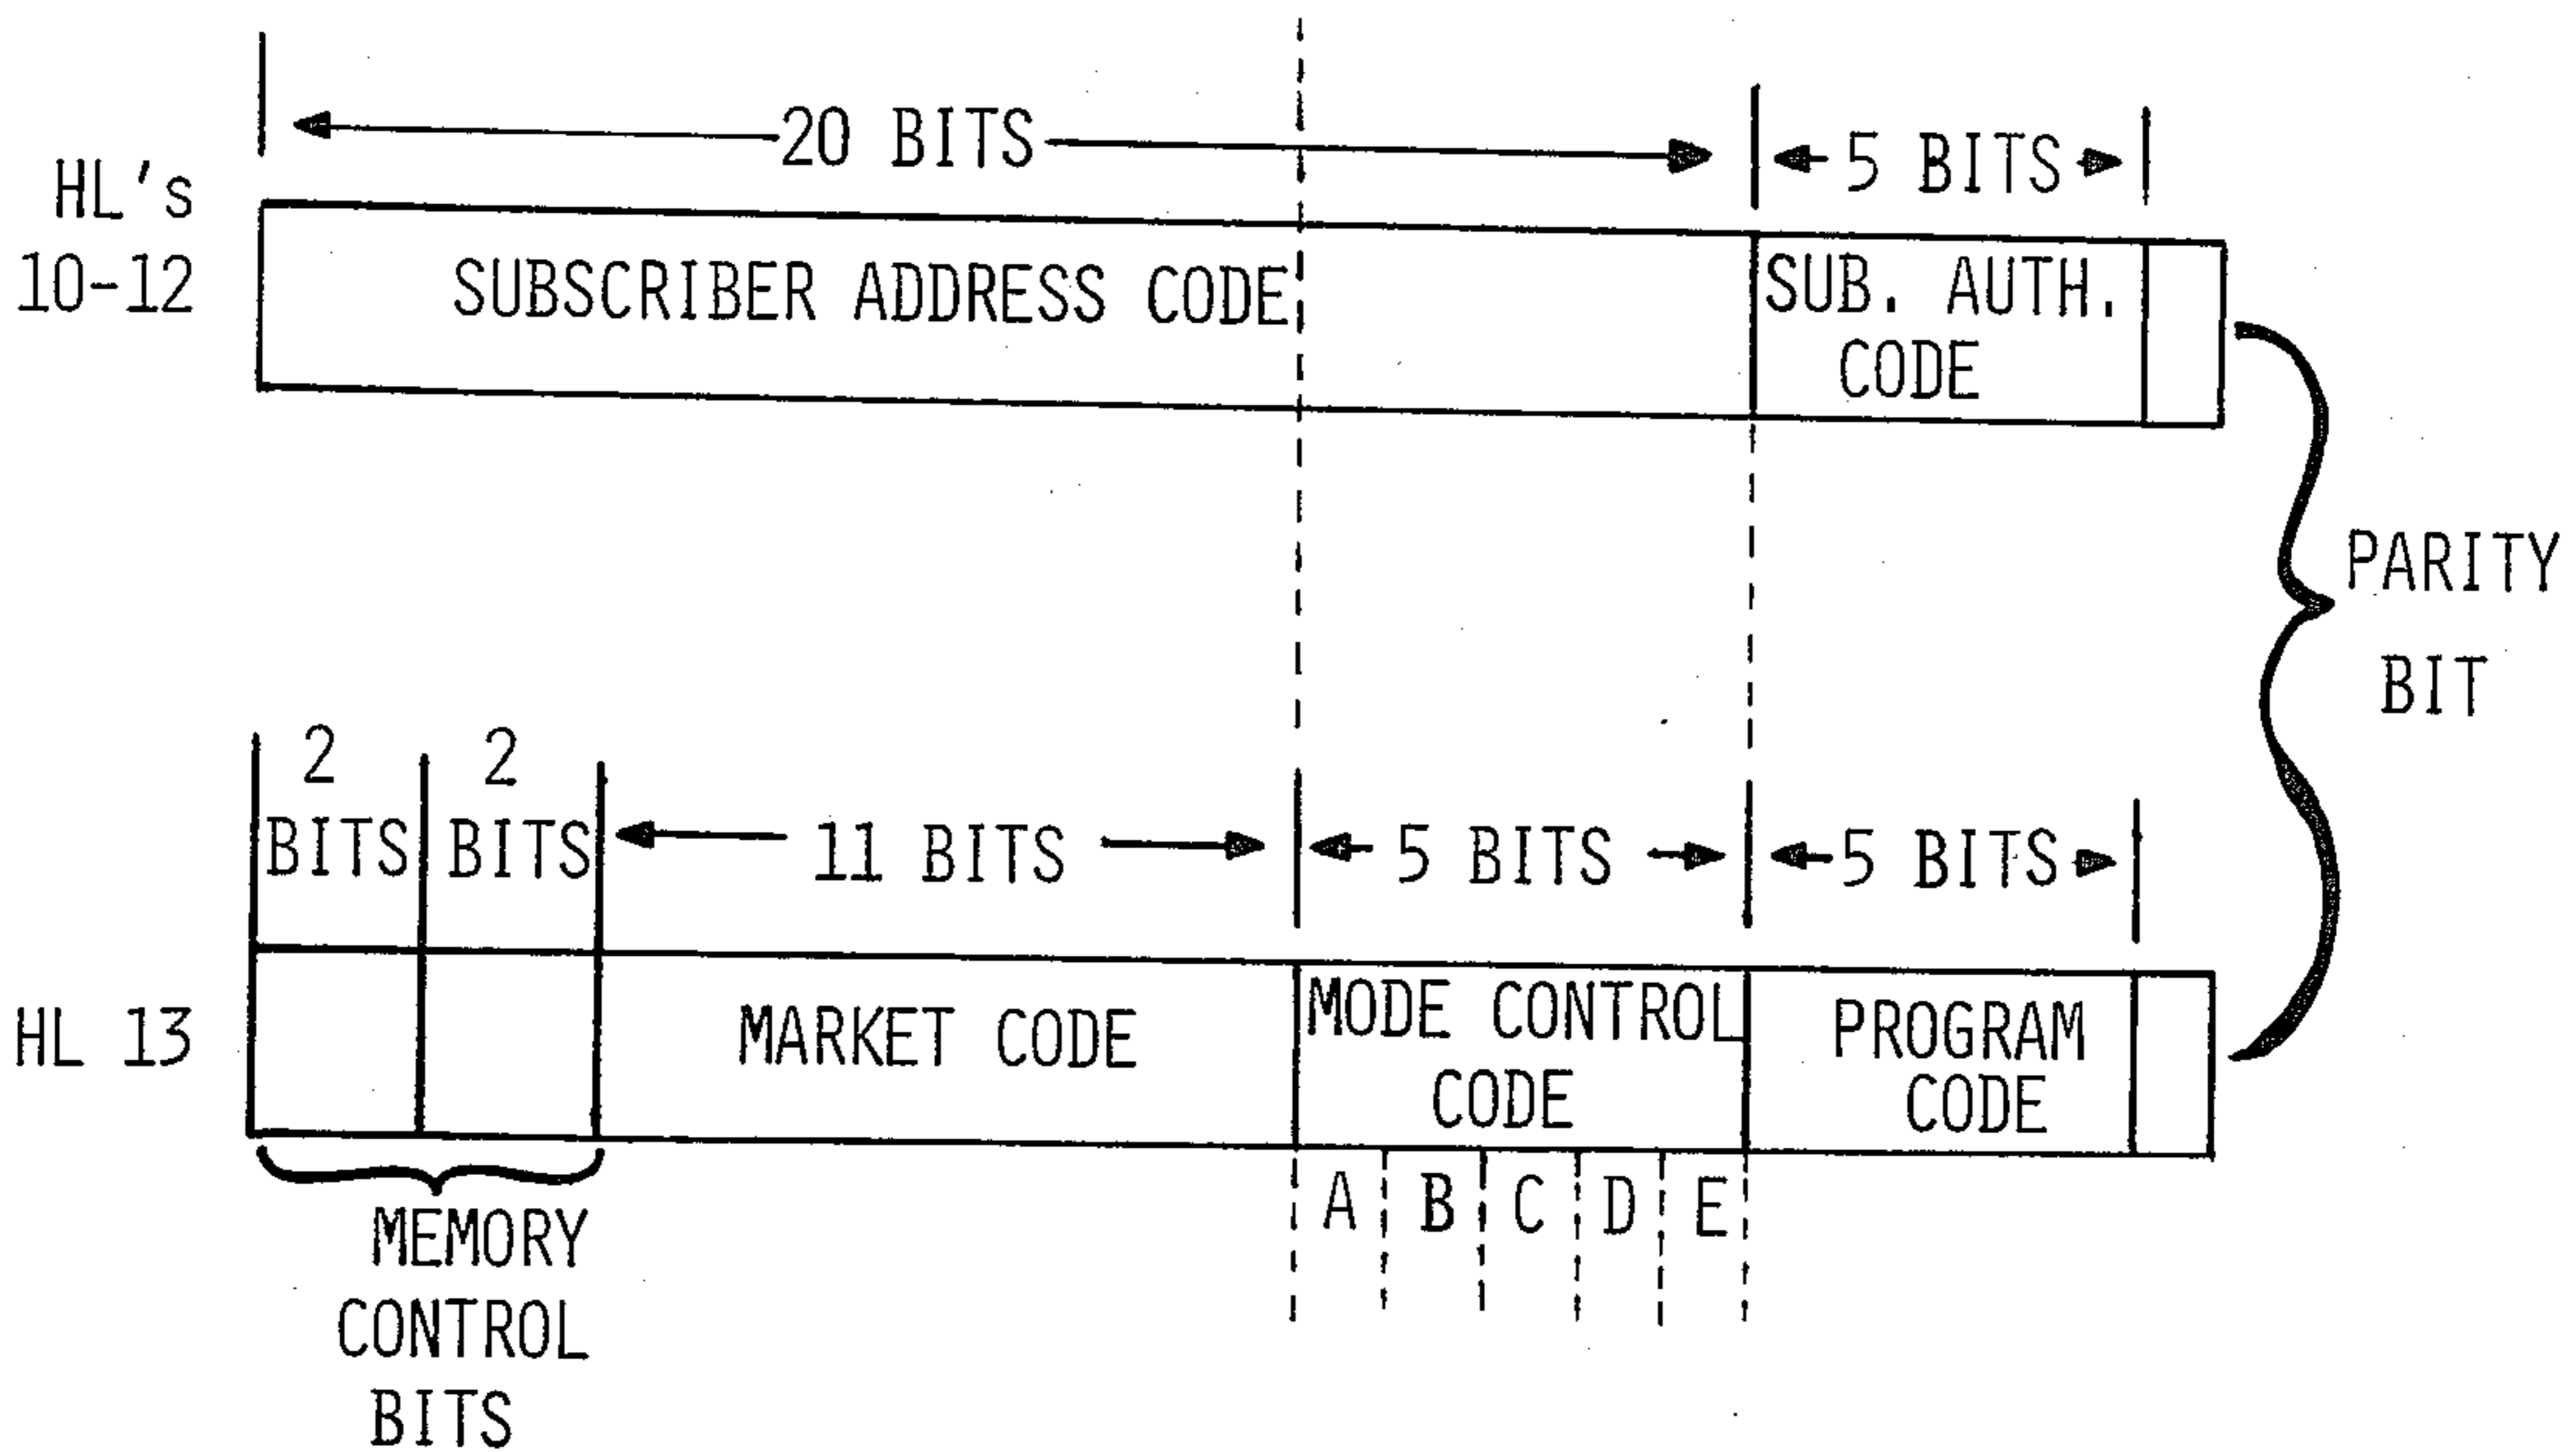 20 BITS
5 BITS
HL's
10-12
SUBSCRIBER ADDRESS CODE
SUB. AUTH.
CODE
PARITY
BIT
2
BITS
2
BITS
11 BITS
5 BITS
5 BITS
HL 13
MARKET CODE
MODE CONTROL
CODE
PROGRAM
CODE
A B C D E
MEMORY
CONTROL
BITS